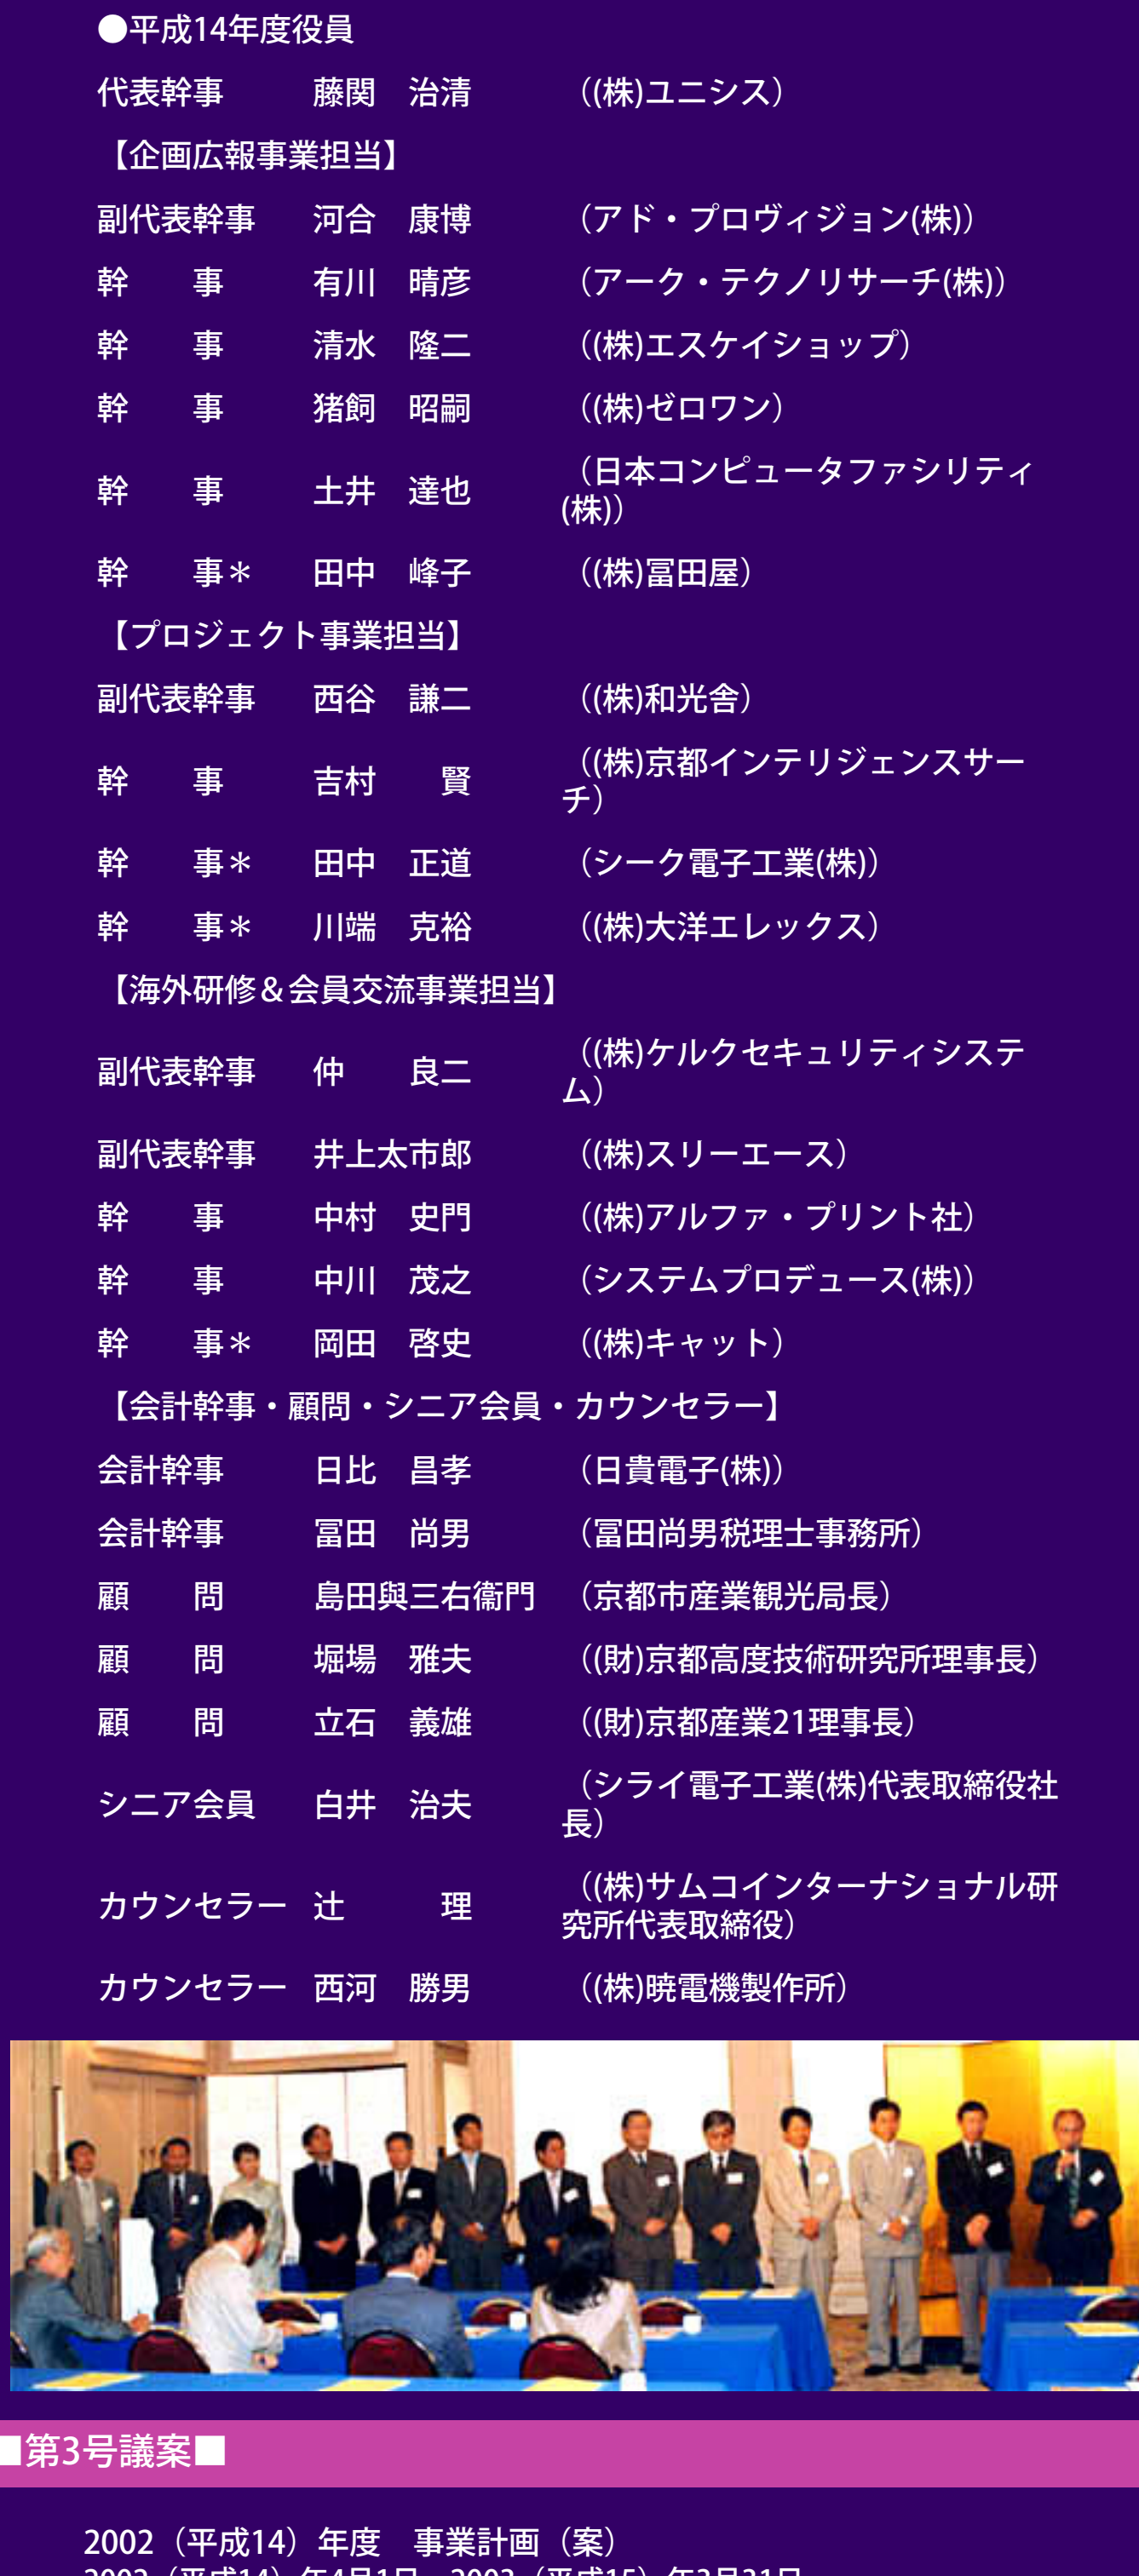 ●平成14年度役員
代表幹事　藤関　治清　（(株)ユニシス）
【企画広報事業担当】
副代表幹事　河合　康博　（アド・プロヴィジョン(株)）
幹　　事　有川　晴彦　（アーク・テクノリサーチ(株)）
幹　　事　清水　隆二　（(株)エスケイショップ）
幹　　事　猪飼　昭嗣　（(株)ゼロワン）
幹　　事　土井　達也　（日本コンピュータファシリティ
(株)）
幹　　事＊　田中　峰子　（(株)冨田屋）
【プロジェクト事業担当】
副代表幹事　西谷　謙二　（(株)和光舎）
幹　　事　吉村　　賢　（(株)京都インテリジェンスサー
チ）
幹　　事＊　田中　正道　（シーク電子工業(株)）
幹　　事＊　川端　克裕　（(株)大洋エレックス）
【海外研修＆会員交流事業担当】
副代表幹事　仲　　良二　（(株)ケルクセキュリティシステ
ム）
副代表幹事　井上太市郎　（(株)スリーエース）
幹　　事　中村　史門　（(株)アルファ・プリント社）
幹　　事　中川　茂之　（システムプロデュース(株)）
幹　　事＊　岡田　啓史　（(株)キャット）
【会計幹事・顧問・シニア会員・カウンセラー】
会計幹事　日比　昌孝　（日貴電子(株)）
会計幹事　冨田　尚男　（冨田尚男税理士事務所）
顧　　問　島田與三右衞門　（京都市産業観光局長）
顧　　問　堀場　雅夫　（(財)京都高度技術研究所理事長）
顧　　問　立石　義雄　（(財)京都産業21理事長）
シニア会員　白井　治夫　（シライ電子工業(株)代表取締役社
長）
カウンセラー　辻　　　理　（(株)サムコインターナショナル研
究所代表取締役）
カウンセラー　西河　勝男　（(株)暁電機製作所）
■第3号議案■
2002（平成14）年度　事業計画（案）
2002（平成14）年4月1日～2003（平成15）年3月31日